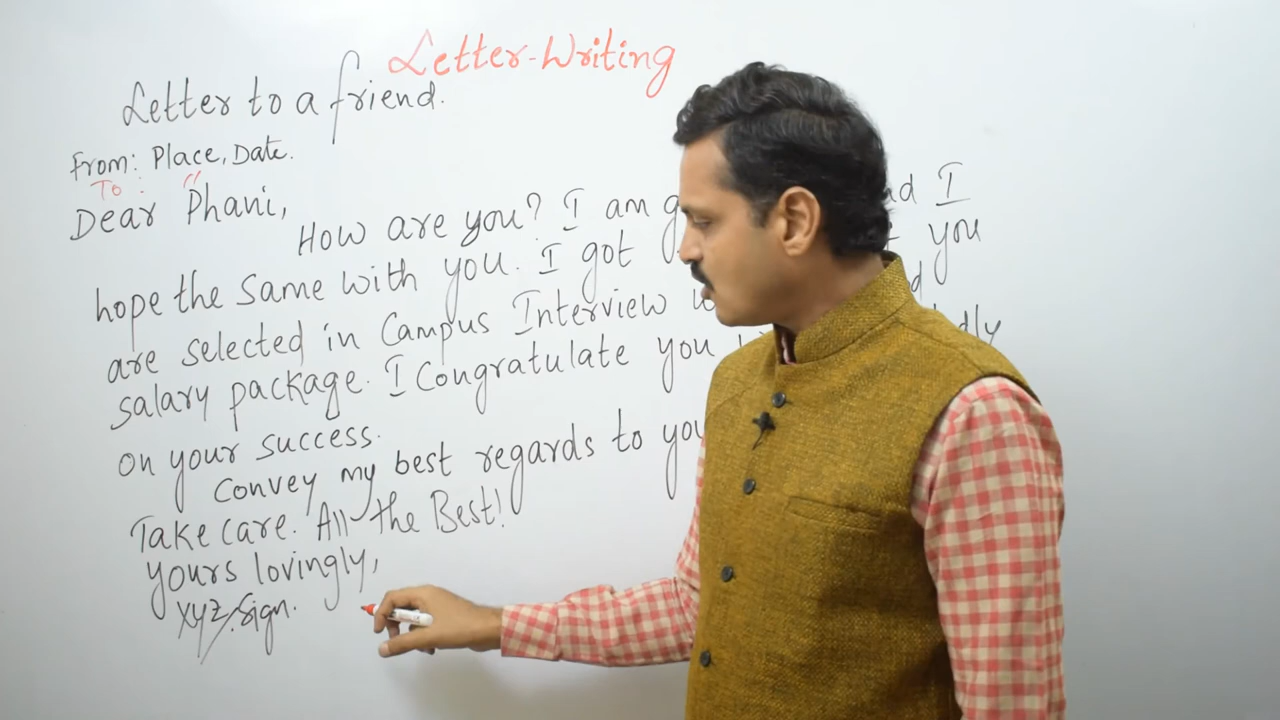 Letter-Writing
Letter to a friend.
From: Place, Date.
To : "
Dear Phani,
How are you? I am I
hope the same with you. I got you
are selected in Campus Interview
salary package. I Congratulate you
on your success.
Convey my best regards to
Take care. All the Best!
yours lovingly,
xyz. Sign.